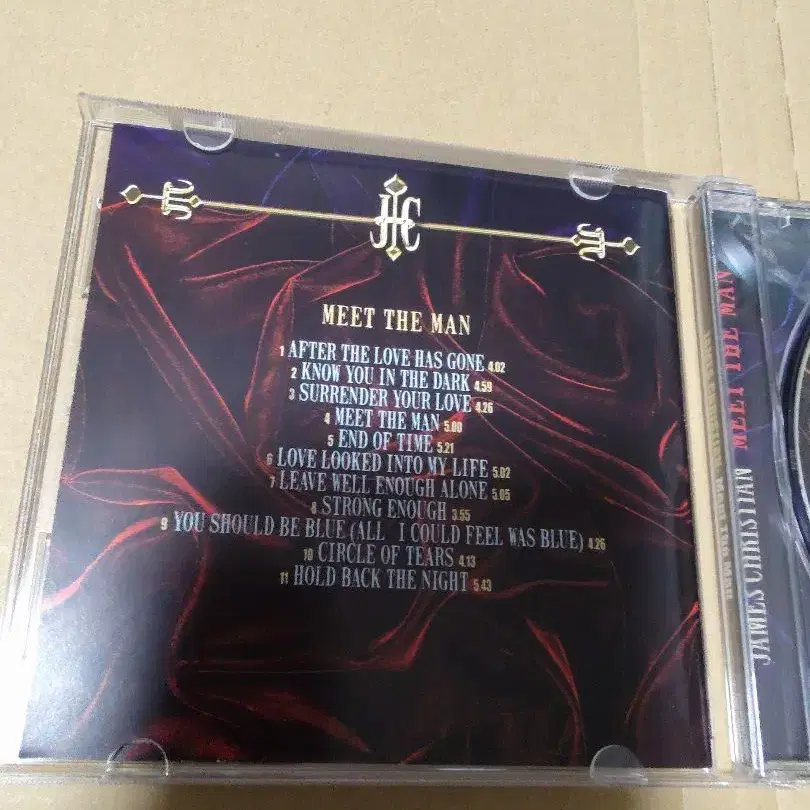 JC
MEET THE MAN
1 AFTER THE LOVE HAS GONE 4.02
2 KNOW YOU IN THE DARK 4.59
3 SURRENDER YOUR LOVE 4.26
4 MEET THE MAN 5.00
5 END OF TIME 5.21
6 LOVE LOOKED INTO MY LIFE 5.02
7 LEAVE WELL ENOUGH ALONE 5.05
8 STRONG ENOUGH 3.55
9 YOU SHOULD BE BLUE (ALL I COULD FEEL WAS BLUE) 4.26
10 CIRCLE OF TEARS 4.13
11 HOLD BACK THE NIGHT 5.43
JAMES CHRISTIAN MEET THE MAN